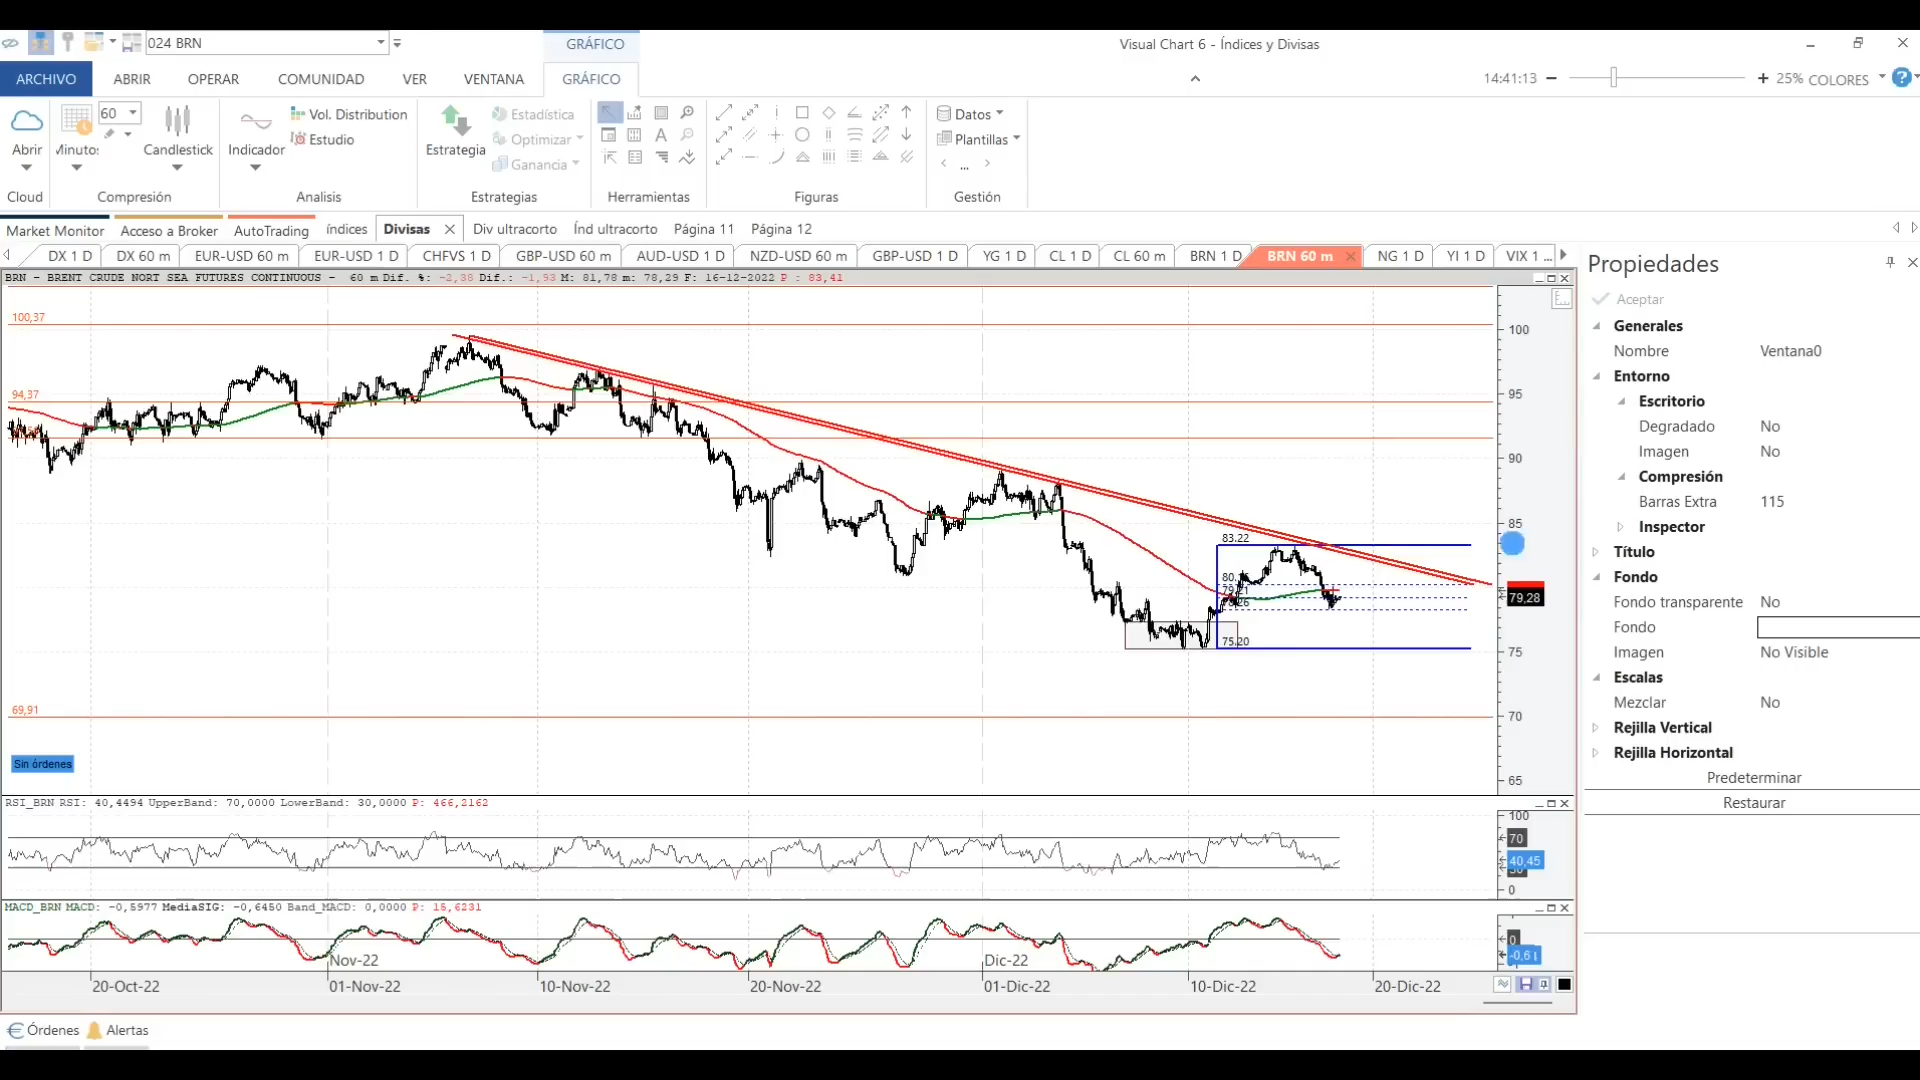 024 BRN
GRÁFICO
Visual Chart 6 - Índices y Divisas
ARCHIVO ABRIR OPERAR COMUNIDAD VER VENTANA GRÁFICO
14:41:13 25% COLORES
60
Vol. Distribution
Estudio
Abrir
Candlestick
Indicador
Estrategia
Estadística
Optimizar
Ganancia
Datos
Plantillas
Cloud Compresión Analisis Estrategias Herramientas Figuras Gestión
Market Monitor Acceso a Broker AutoTrading índices Divisas Div ultracorto Índ ultracorto Página 11 Página 12
DX 1 D DX 60 m EUR-USD 60 m EUR-USD 1 D CHFVS 1 D GBP-USD 60 m AUD-USD 1 D NZD-USD 60 m GBP-USD 1 D YG 1 D CL 1 D CL 60 m BRN 1 D BRN 60 m NG 1 D YI 1 D VIX 1 ...
BRN - BRENT CRUDE NORT SEA FUTURES CONTINUOUS - 60 m Dif. %: -2,38 Dif.: -1,93 M: 81,78 m: 78,29 F: 16-12-2022 P : 83,41
100,37
94,37
69,91
83.22
75.20
100
95
90
85
79,28
75
70
65
Sin órdenes
RSI_BRN RSI: 40,4494 UpperBand: 70,0000 LowerBand: 30,0000 P: 466,2162
100
70
40,45
0
MACD_BRN MACD: -0,5977 MediaSIG: -0,6450 Band_MACD: 0,0000 P: 15,6231
0
Nov-22 Dic-22
20-Oct-22 01-Nov-22 10-Nov-22 20-Nov-22 01-Dic-22 10-Dic-22 20-Dic-22
Órdenes Alertas
Propiedades
Aceptar
Generales
Nombre Ventana0
Entorno
Escritorio
Degradado No
Imagen No
Compresión
Barras Extra 115
Inspector
Título
Fondo
Fondo transparente No
Fondo
Imagen No Visible
Escalas
Mezclar No
Rejilla Vertical
Rejilla Horizontal
Predeterminar
Restaurar